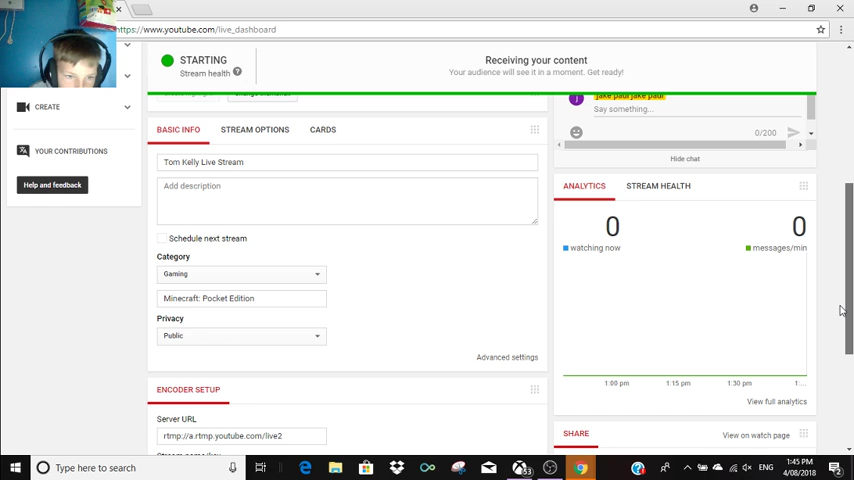 https://www.youtube.com/live_dashboard
STARTING
Stream health
Receiving your content
Your audience will see it in a moment. Get ready!
CREATE
YOUR CONTRIBUTIONS
Help and feedback
jake paul jake paul
Say something...
0/200
Hide chat
BASIC INFO STREAM OPTIONS CARDS
Tom Kelly Live Stream
Add description
Schedule next stream
Category
Gaming
Minecraft: Pocket Edition
Privacy
Public
Advanced settings
ANALYTICS STREAM HEALTH
0 0
watching now messages/min
1:00 pm 1:15 pm 1:30 pm 1:...
View full analytics
ENCODER SETUP
Server URL
rtmp://a.rtmp.youtube.com/live2
SHARE View on watch page
Type here to search
ENG
1:45 PM
4/08/2018